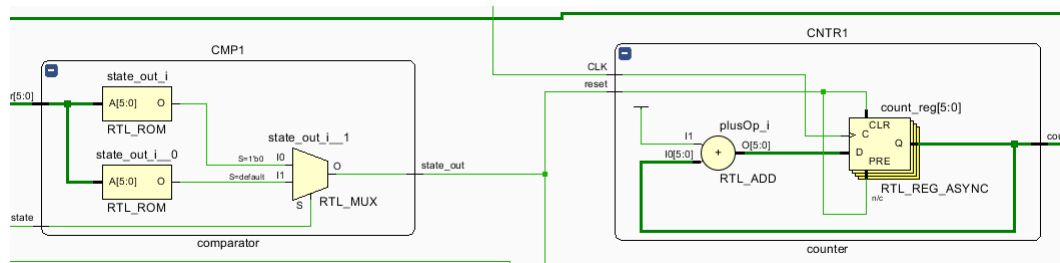 CMP1
state_out_i
r[5:0]
A[5:0] O
RTL_ROM
state_out_i__0
A[5:0] O
RTL_ROM
state_out_i__1
S=1'b0 I0
S=default I1
O
S
RTL_MUX
state
state_out
comparator
CNTR1
CLK
reset
plusOp_i
I1
I0[5:0]
+
O[5:0]
RTL_ADD
count_reg[5:0]
CLR
C
D
Q
PRE
n/c
RTL_REG_ASYNC
counter